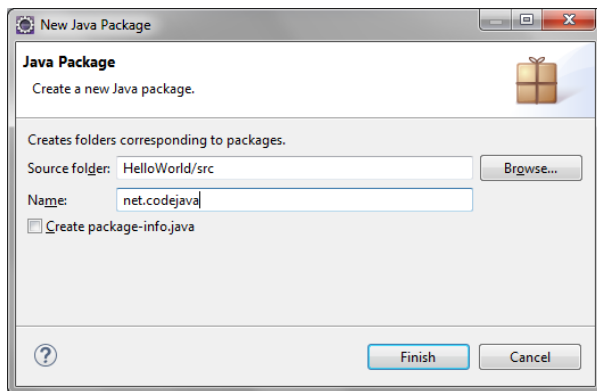 New Java Package
Java Package
Create a new Java package.
Creates folders corresponding to packages.
Source folder: HelloWorld/src Browse...
Name: net.codejava
Create package-info.java
? Finish Cancel